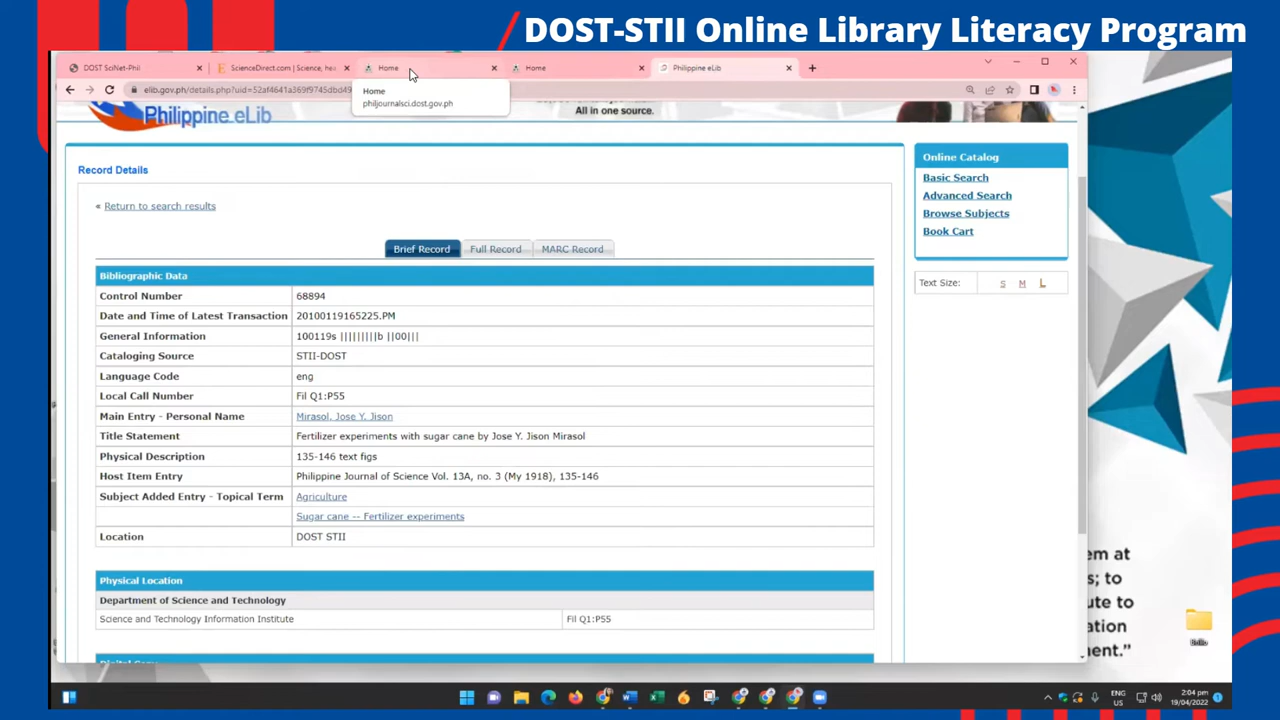 DOST-STII Online Library Literacy Program
DOST SciNet-Phil
ScienceDirect.com | Science, hea
Home
Home
Philippine eLib
elib.gov.ph/details.php?uid=52af4641a369f9745dbd49
Home
philjournalsci.dost.gov.ph
Philippine.eLib
All in one source.
Record Details
« Return to search results
Brief Record Full Record MARC Record
Bibliographic Data
Control Number 68894
Date and Time of Latest Transaction 20100119165225.PM
General Information 100119s |||||||||b ||00|||
Cataloging Source STII-DOST
Language Code eng
Local Call Number Fil Q1:P55
Main Entry - Personal Name Mirasol, Jose Y. Jison
Title Statement Fertilizer experiments with sugar cane by Jose Y. Jison Mirasol
Physical Description 135-146 text figs
Host Item Entry Philippine Journal of Science Vol. 13A, no. 3 (My 1918), 135-146
Subject Added Entry - Topical Term Agriculture
Sugar cane -- Fertilizer experiments
Location DOST STII
Physical Location
Department of Science and Technology
Science and Technology Information Institute Fil Q1:P55
Online Catalog
Basic Search
Advanced Search
Browse Subjects
Book Cart
Text Size: S M L
em at
s; to
ute to
ation
nent."
ENG
US
2:04 pm
19/04/2022